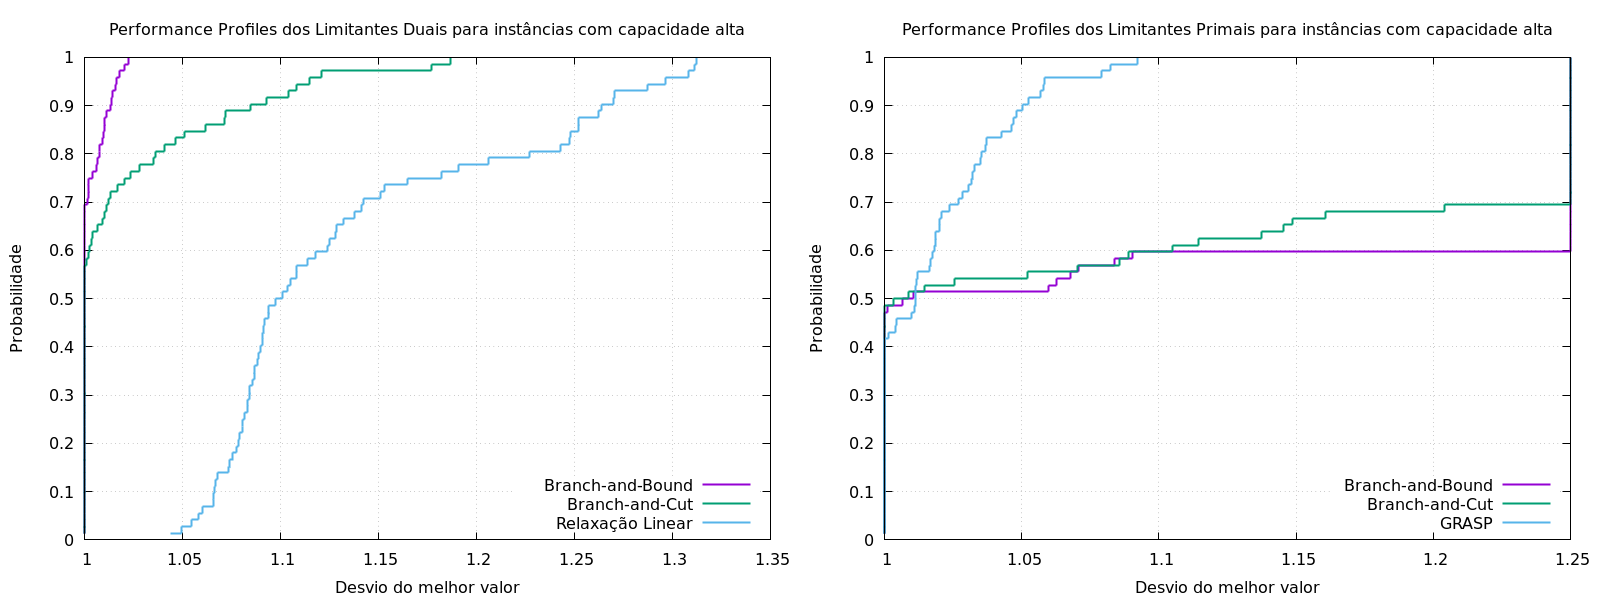 Performance Profiles dos Limitantes Duais para instâncias com capacidade alta
Probabilidade
1
0.9
0.8
0.7
0.6
0.5
0.4
0.3
0.2
0.1
0
1 1.05 1.1 1.15 1.2 1.25 1.3 1.35
Desvio do melhor valor
Branch-and-Bound
Branch-and-Cut
Relaxação Linear
Performance Profiles dos Limitantes Primais para instâncias com capacidade alta
Probabilidade
1
0.9
0.8
0.7
0.6
0.5
0.4
0.3
0.2
0.1
0
1 1.05 1.1 1.15 1.2 1.25
Desvio do melhor valor
Branch-and-Bound
Branch-and-Cut
GRASP